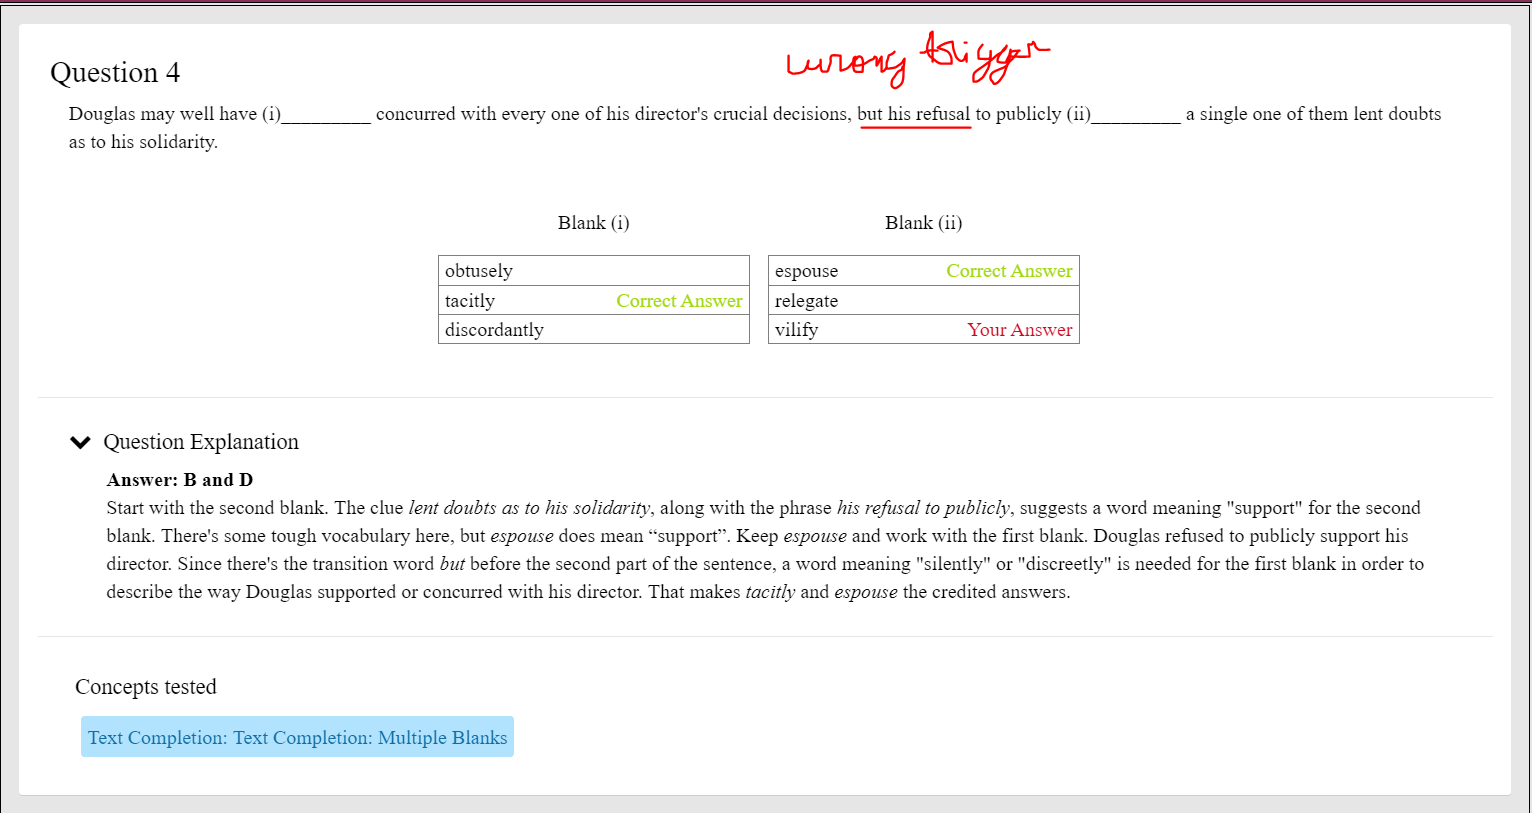 wrong trigger
Question 4
Douglas may well have (i)_________ concurred with every one of his director's crucial decisions, but his refusal to publicly (ii)_________ a single one of them lent doubts
as to his solidarity.
Blank (i)
Blank (ii)
obtusely
espouse Correct Answer
tacitly Correct Answer
relegate
discordantly
vilify Your Answer
Question Explanation
Answer: B and D
Start with the second blank. The clue lent doubts as to his solidarity, along with the phrase his refusal to publicly, suggests a word meaning "support" for the second
blank. There's some tough vocabulary here, but espouse does mean “support”. Keep espouse and work with the first blank. Douglas refused to publicly support his
director. Since there's the transition word but before the second part of the sentence, a word meaning "silently" or "discreetly" is needed for the first blank in order to
describe the way Douglas supported or concurred with his director. That makes tacitly and espouse the credited answers.
Concepts tested
Text Completion: Text Completion: Multiple Blanks